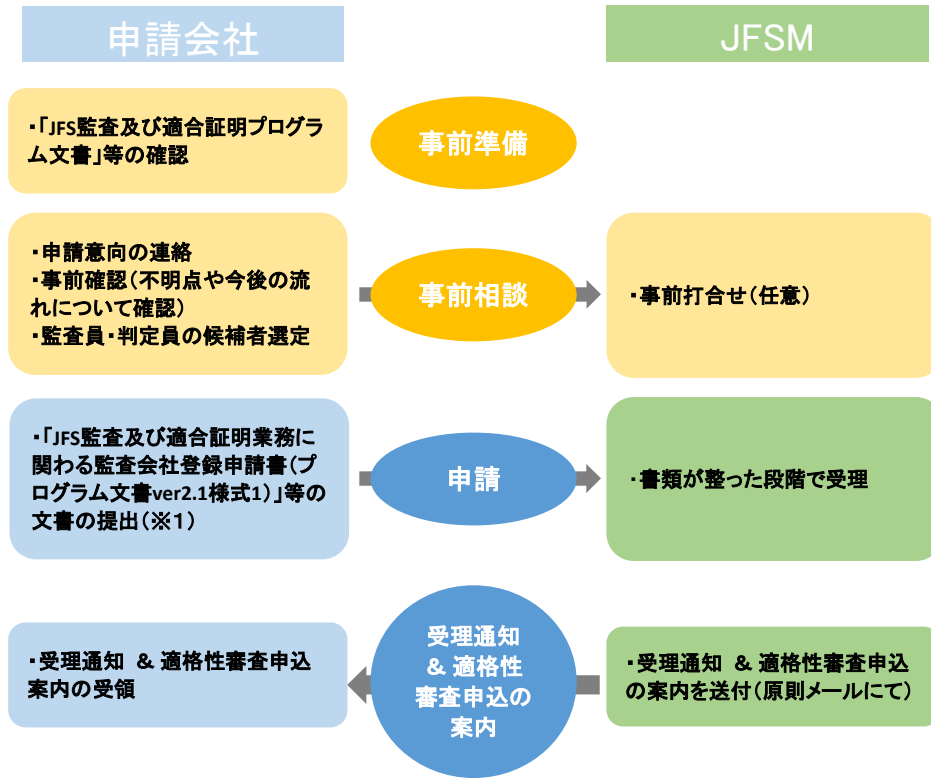 申請会社
JFSM
・「JFS監査及び適合証明プログラ
ム文書」等の確認
事前準備
・申請意向の連絡
・事前確認（不明点や今後の流
れについて確認）
・監査員・判定員の候補者選定
事前相談
・事前打合せ（任意）
・「JFS監査及び適合証明業務に
関わる監査会社登録申請書（プ
ログラム文書ver2.1様式1）」等の
文書の提出（※１）
申請
・書類が整った段階で受理
・受理通知 & 適格性審査申込
案内の受領
受理通知
& 適格性
審査申込の
案内
・受理通知 & 適格性審査申込
の案内を送付（原則メールにて）